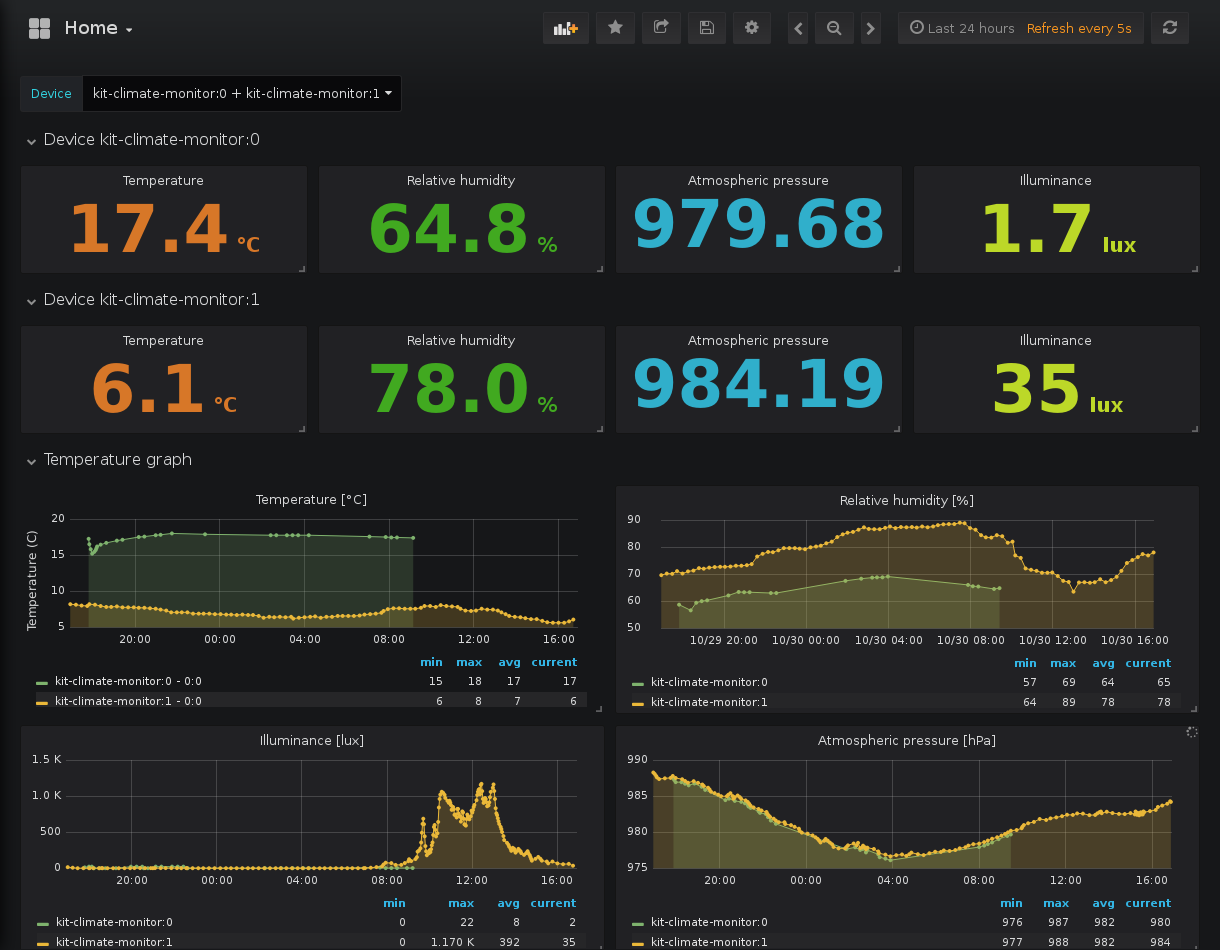 Home
Last 24 hours Refresh every 5s
Device kit-climate-monitor:0 + kit-climate-monitor:1
Device kit-climate-monitor:0
Temperature
17.4 °C
Relative humidity
64.8 %
Atmospheric pressure
979.68
Illuminance
1.7 lux
Device kit-climate-monitor:1
Temperature
6.1 °C
Relative humidity
78.0 %
Atmospheric pressure
984.19
Illuminance
35 lux
Temperature graph
Temperature [°C]
Temperature (C)
20
15
10
5
20:00 00:00 04:00 08:00 12:00 16:00
min max avg current
kit-climate-monitor:0 - 0:0 15 18 17 17
kit-climate-monitor:1 - 0:0 6 8 7 6
Relative humidity [%]
90
80
70
60
50
10/29 20:00 10/30 00:00 10/30 04:00 10/30 08:00 10/30 12:00 10/30 16:00
min max avg current
kit-climate-monitor:0 57 69 64 65
kit-climate-monitor:1 64 89 78 78
Illuminance [lux]
1.5 K
1.0 K
500
0
20:00 00:00 04:00 08:00 12:00 16:00
min max avg current
kit-climate-monitor:0 0 22 8 2
kit-climate-monitor:1 0 1.170 K 392 35
Atmospheric pressure [hPa]
990
985
980
975
20:00 00:00 04:00 08:00 12:00 16:00
min max avg current
kit-climate-monitor:0 976 987 982 980
kit-climate-monitor:1 977 988 982 984